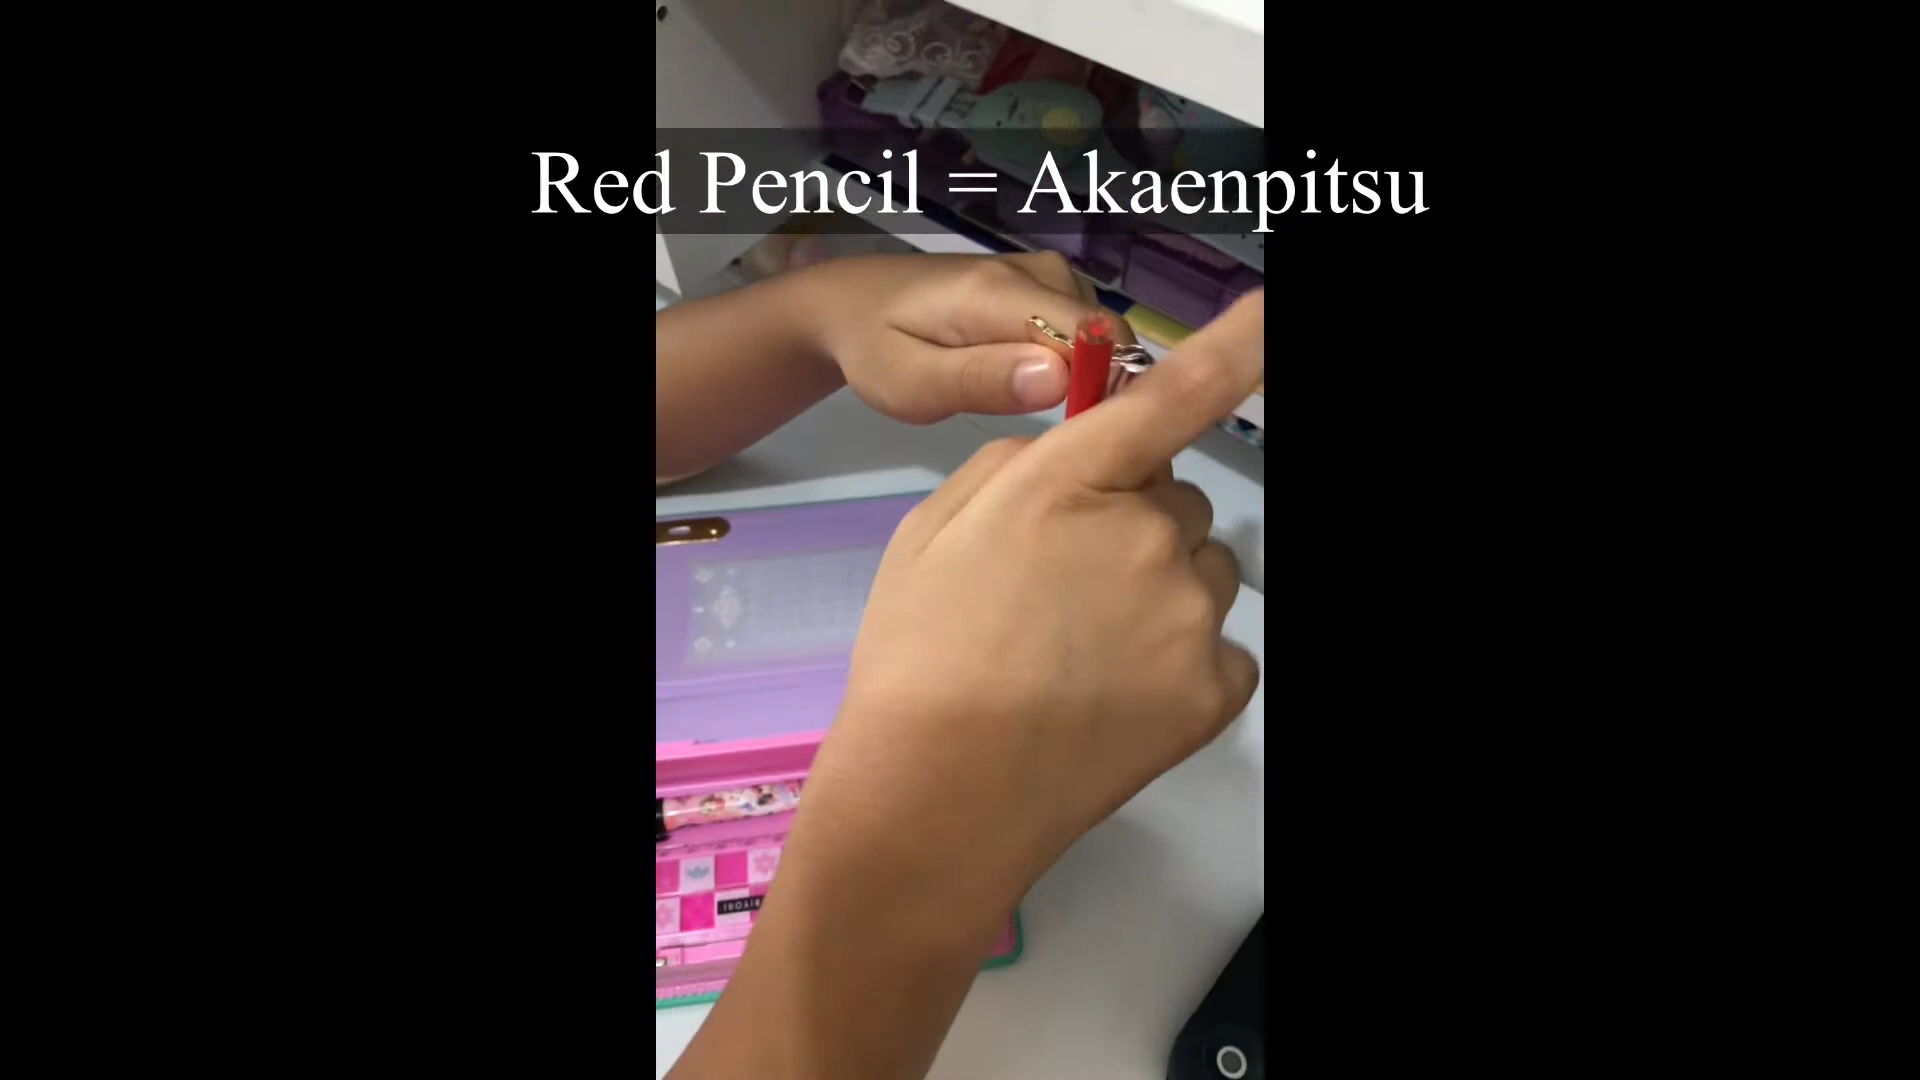 Red Pencil = Akaenpitsu